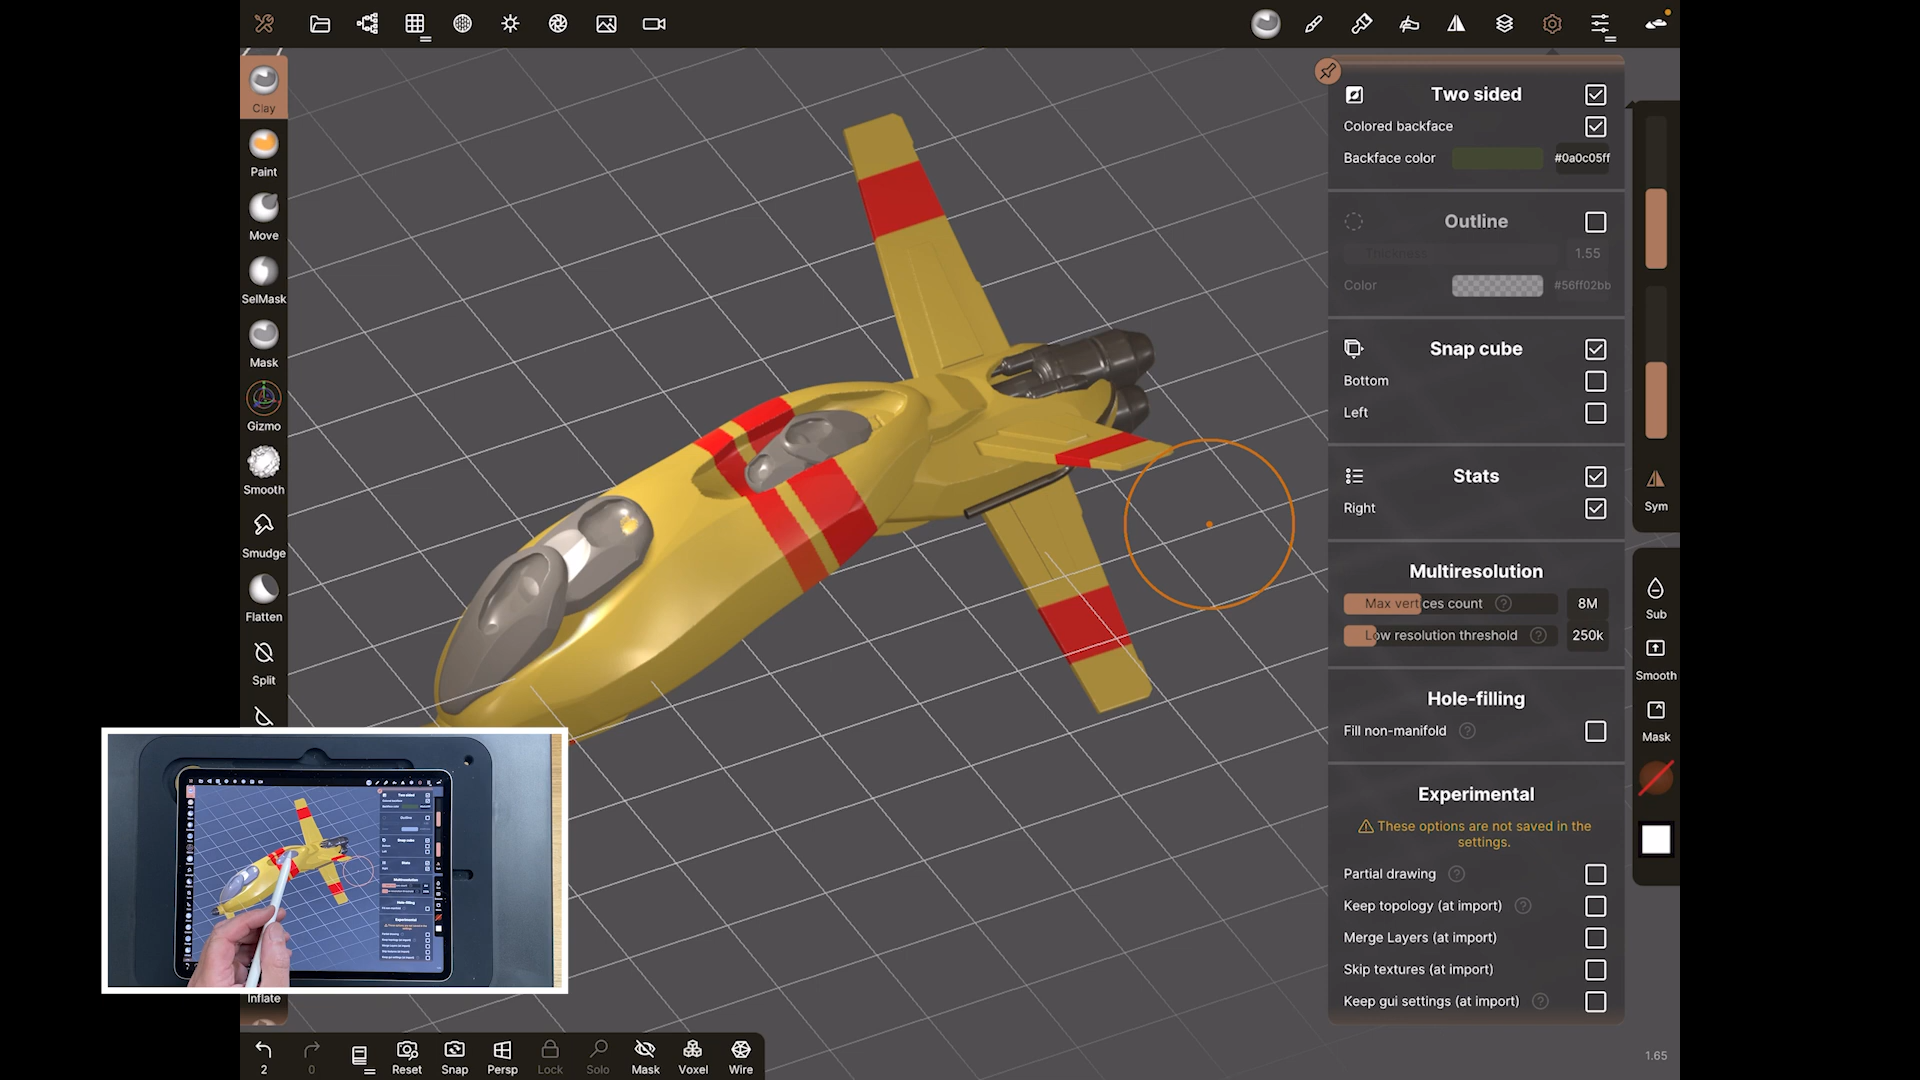 Clay
Paint
Move
SelMask
Mask
Gizmo
Smooth
Smudge
Flatten
Split
Inflate
Two sided
Colored backface
Backface color #0a0c05ff
Outline
Thickness 1.55
Color #56ff02bb
Snap cube
Bottom
Left
Stats
Right
Multiresolution
Max vertices count ? 8M
Low resolution threshold ? 250k
Hole-filling
Fill non-manifold ?
Experimental
These options are not saved in the
settings.
Partial drawing ?
Keep topology (at import) ?
Merge Layers (at import)
Skip textures (at import)
Keep gui settings (at import) ?
Sym
Sub
Smooth
Mask
1.65
2
0
Reset
Snap
Persp
Lock
Solo
Mask
Voxel
Wire